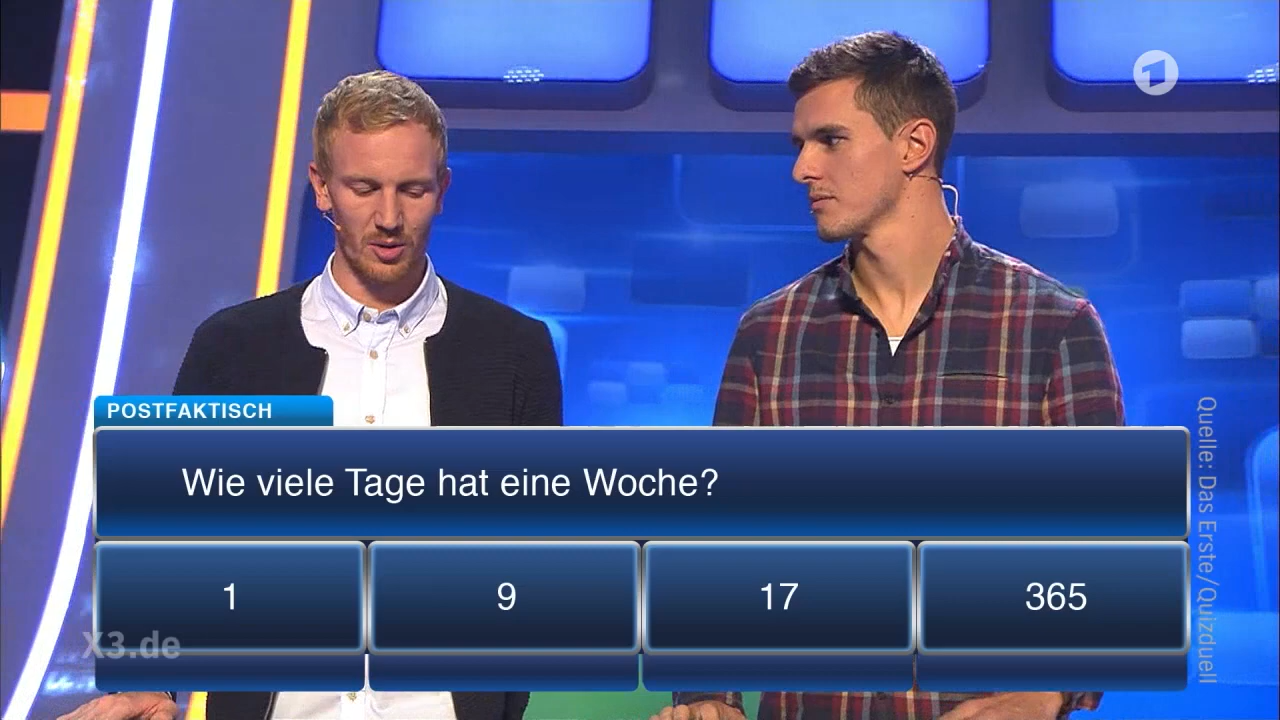 1
POSTFAKTISCH
Wie viele Tage hat eine Woche?
1
9
17
365
X3.de
Quelle: Das Erste/Quizduell